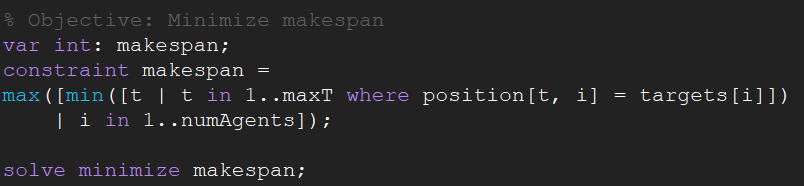 % Objective: Minimize makespan
var int: makespan;
constraint makespan =
max([min([t | t in 1..maxT where position[t, i] = targets[i]])
    | i in 1..numAgents]);

solve minimize makespan;